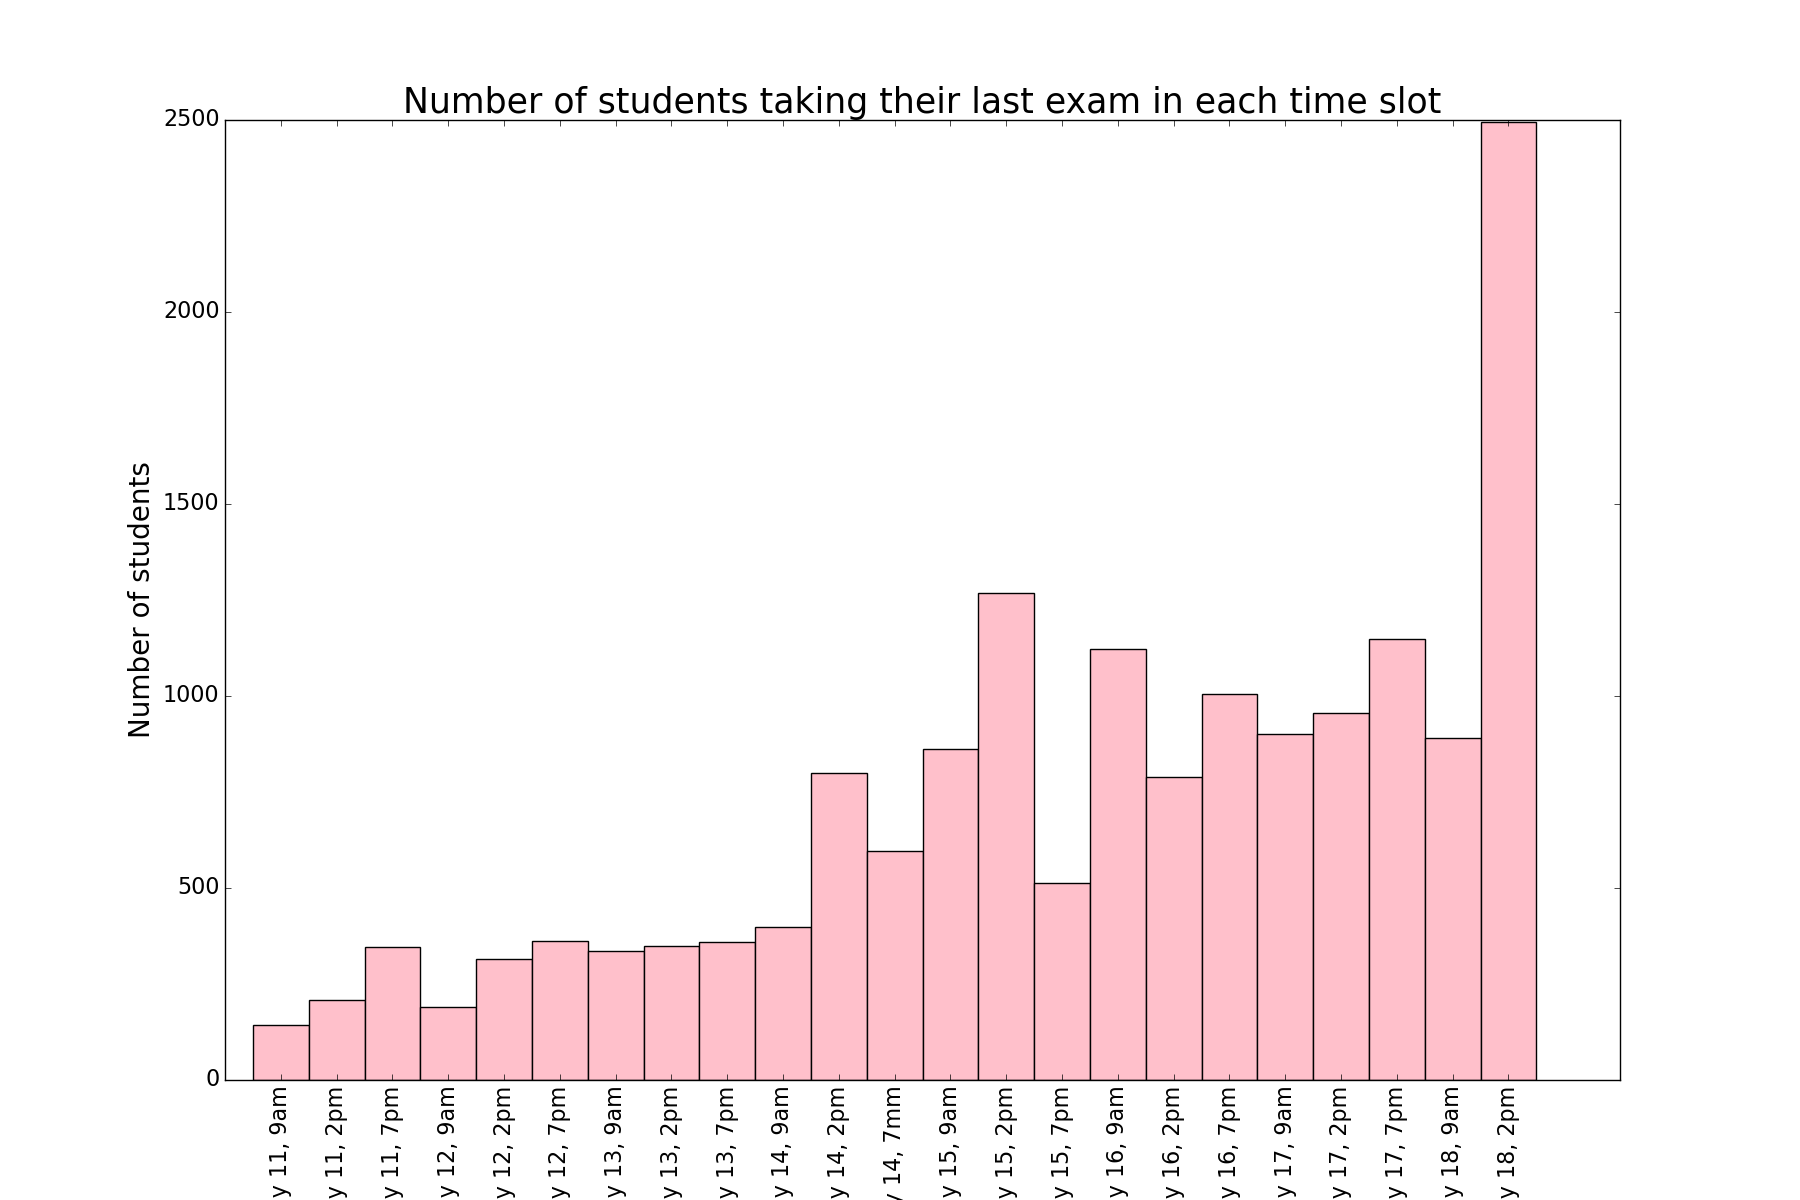 Number of students taking their last exam in each time slot
2500
2000
1500
1000
500
0
Number of students
y 11, 9am
y 11, 2pm
y 11, 7pm
y 12, 9am
y 12, 2pm
y 12, 7pm
y 13, 9am
y 13, 2pm
y 13, 7pm
y 14, 9am
y 14, 2pm
y 14, 7mm
y 15, 9am
y 15, 2pm
y 15, 7pm
y 16, 9am
y 16, 2pm
y 16, 7pm
y 17, 9am
y 17, 2pm
y 17, 7pm
y 18, 9am
y 18, 2pm